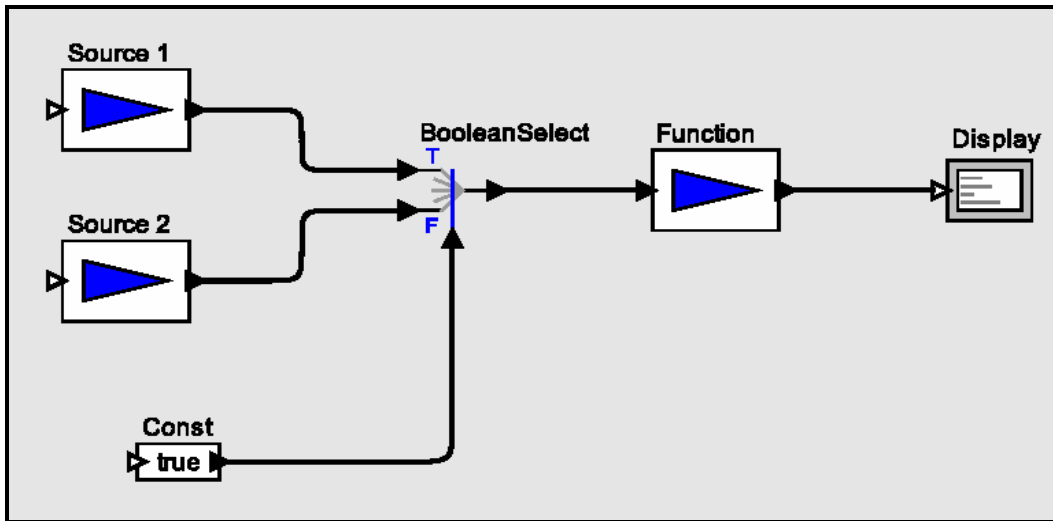 Source 1
BooleanSelect
T
F
Function
Display
Source 2
Const
true